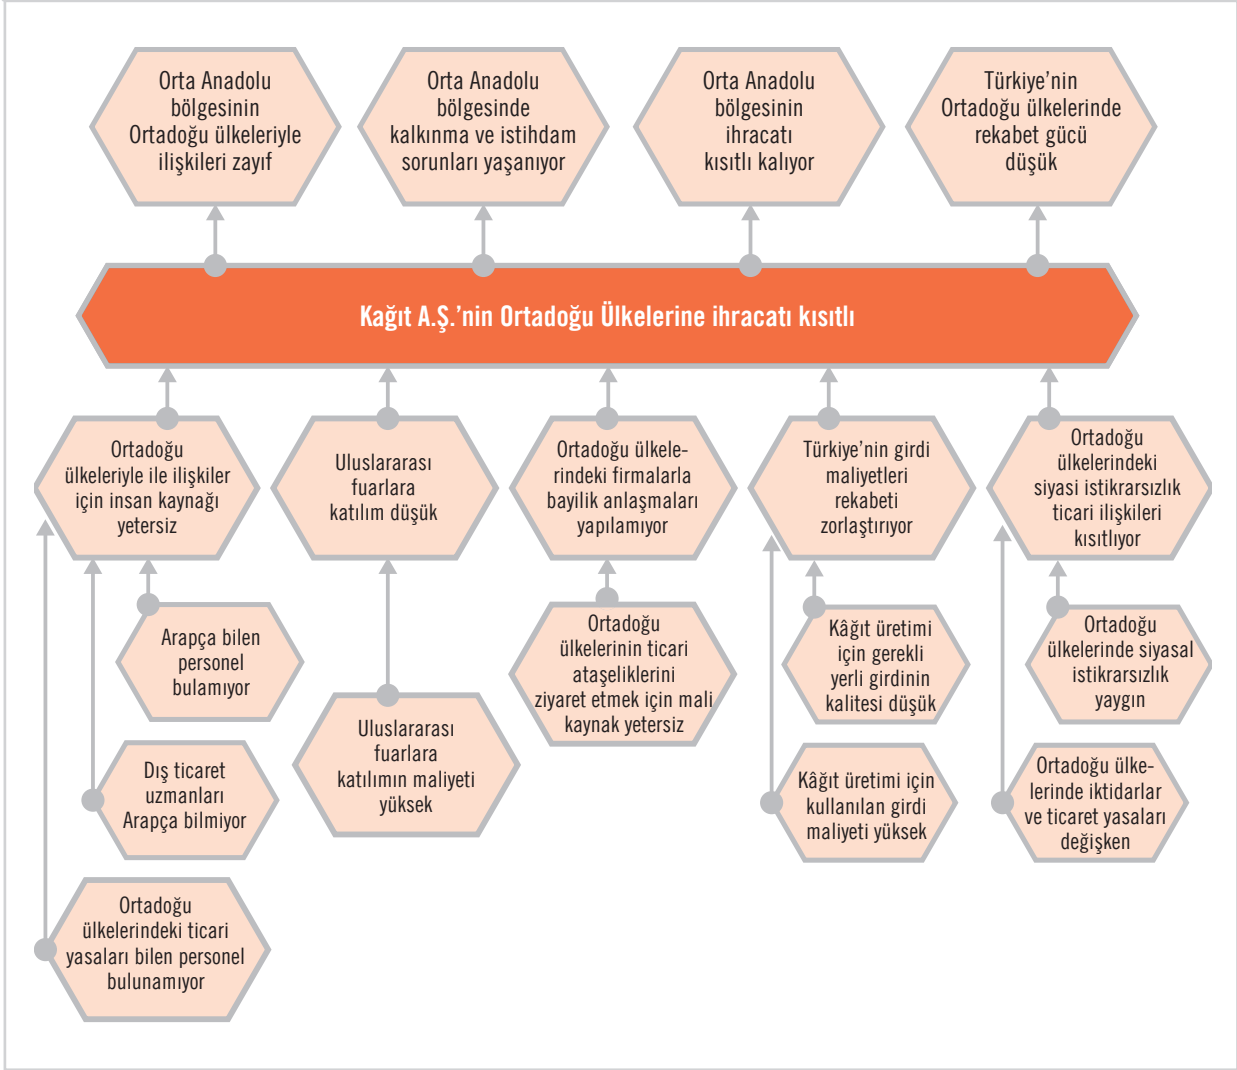 Orta Anadolu
bölgesinin
Ortadoğu ülkeleriyle
ilişkileri zayıf
Orta Anadolu
bölgesinde
kalkınma ve istihdam
sorunları yaşanıyor
Orta Anadolu
bölgesinin
ihracatı
kısıtlı kalıyor
Türkiye’nin
Ortadoğu ülkelerinde
rekabet gücü
düşük
Kağıt A.Ş.’nin Ortadoğu Ülkelerine ihracatı kısıtlı
Ortadoğu
ülkeleriyle ile ilişkiler
için insan kaynağı
yetersiz
Uluslararası
fuarlara
katılım düşük
Ortadoğu ülkele-
rindeki firmalarla
bayilik anlaşmaları
yapılamıyor
Türkiye’nin girdi
maliyetleri
rekabeti
zorlaştırıyor
Ortadoğu
ülkelerindeki
siyasi istikrarsızlık
ticari ilişkileri
kısıtlıyor
Arapça bilen
personel
bulamıyor
Dış ticaret
uzmanları
Arapça bilmiyor
Ortadoğu
ülkelerindeki ticari
yasaları bilen personel
bulunamıyor
Uluslararası
fuarlara
katılımın maliyeti
yüksek
Ortadoğu
ülkelerinin ticari
ataşeliklerini
ziyaret etmek için mali
kaynak yetersiz
Kâğıt üretimi
için gerekli
yerli girdinin
kalitesi düşük
Kâğıt üretimi için
kullanılan girdi
maliyeti yüksek
Ortadoğu
ülkelerinde siyasal
istikrarsızlık
yaygın
Ortadoğu ülke-
lerinde iktidarlar
ve ticaret yasaları
değişken